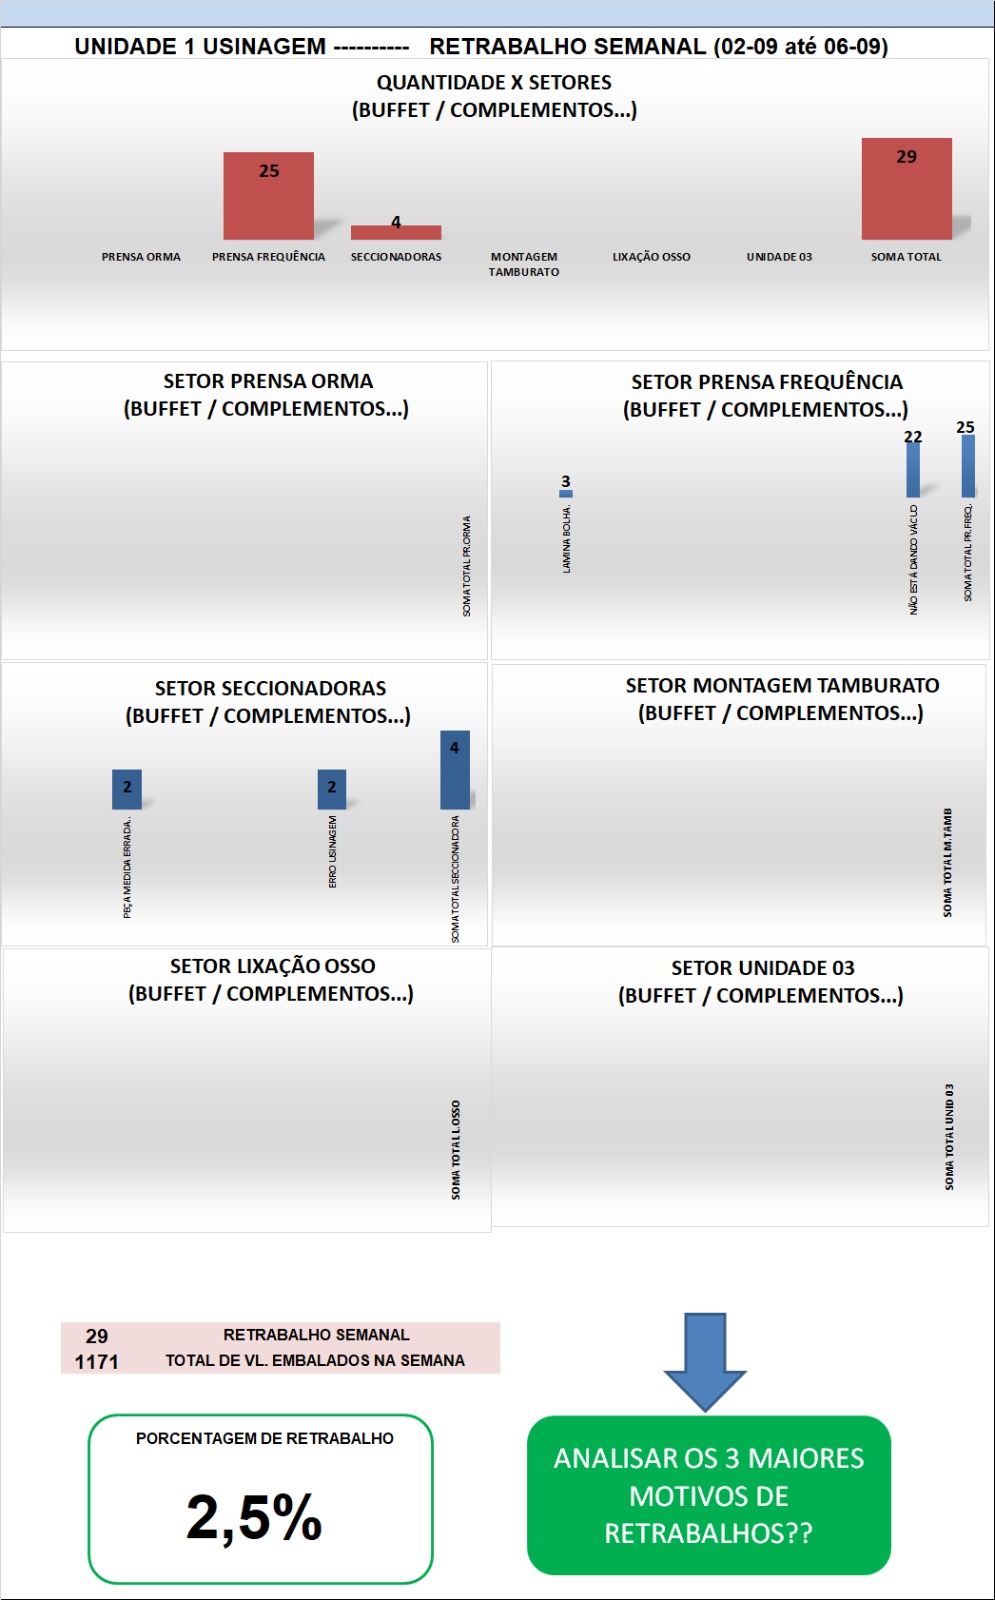 UNIDADE 1 USINAGEM ---------- RETRABALHO SEMANAL (02-09 até 06-09)
QUANTIDADE X SETORES
(BUFFET / COMPLEMENTOS...)
25
4
29
PRENSA ORMA
PRENSA FREQUÊNCIA
SECCIONADORAS
MONTAGEM
TAMBURATO
LIXAÇÃO OSSO
UNIDADE 03
SOMA TOTAL
SETOR PRENSA ORMA
(BUFFET / COMPLEMENTOS...)
SOMA TOTAL PR.ORMA
SETOR PRENSA FREQUÊNCIA
(BUFFET / COMPLEMENTOS...)
3
22
25
LAMINA BOLHA.
NÃO ESTÁ DANDO VÁCUO
SOMA TOTAL PR.FREQ.
SETOR SECCIONADORAS
(BUFFET / COMPLEMENTOS...)
2
2
4
PEÇA MEDIDA ERRADA..
ERRO USINAGEM
SOMA TOTAL SECCIONADORA
SETOR MONTAGEM TAMBURATO
(BUFFET / COMPLEMENTOS...)
SOMA TOTAL M.TAMB
SETOR LIXAÇÃO OSSO
(BUFFET / COMPLEMENTOS...)
SOMA TOTAL L.OSSO
SETOR UNIDADE 03
(BUFFET / COMPLEMENTOS...)
SOMA TOTAL UNID 03
29 RETRABALHO SEMANAL
1171 TOTAL DE VL. EMBALADOS NA SEMANA
PORCENTAGEM DE RETRABALHO
2,5%
ANALISAR OS 3 MAIORES
MOTIVOS DE
RETRABALHOS??